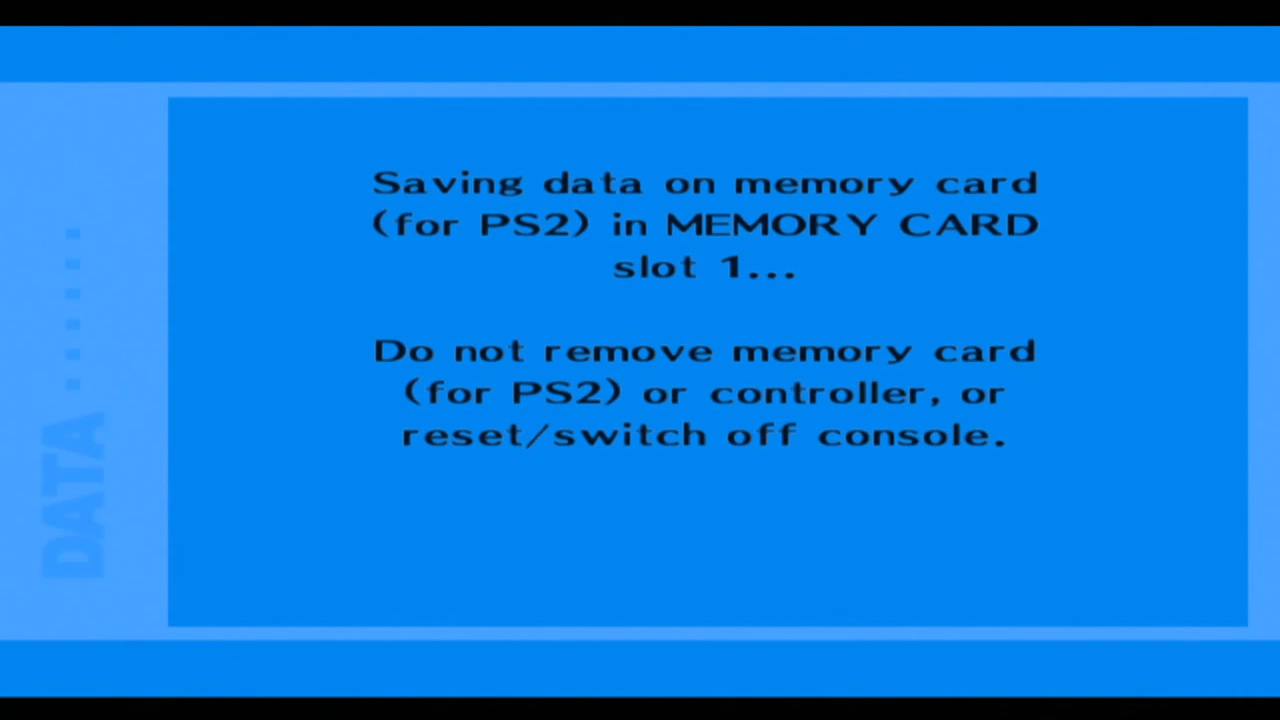 Saving data on memory card
(for PS2) in MEMORY CARD
slot 1...
Do not remove memory card
(for PS2) or controller, or
reset/switch off console.
DATA ......